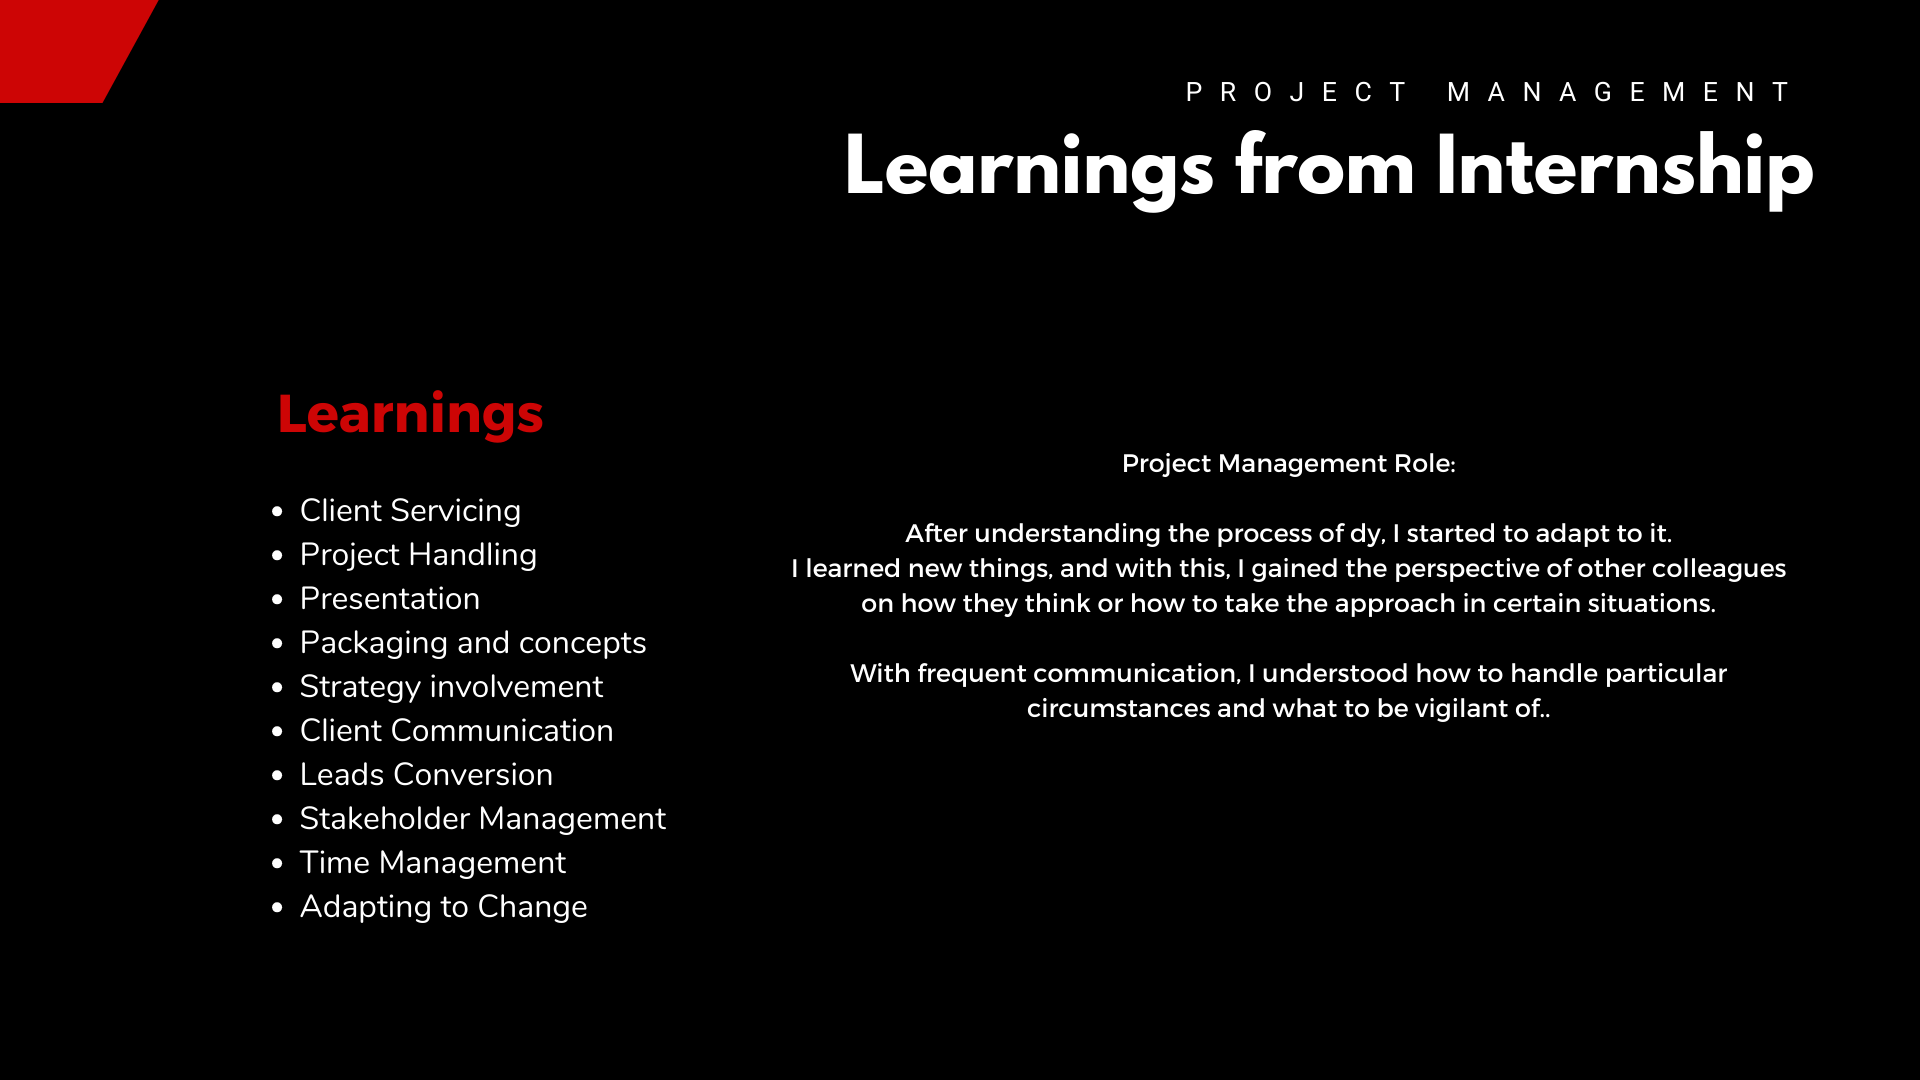 PROJECT MANAGEMENT
Learnings from Internship
Learnings
• Client Servicing
• Project Handling
• Presentation
• Packaging and concepts
• Strategy involvement
• Client Communication
• Leads Conversion
• Stakeholder Management
• Time Management
• Adapting to Change
Project Management Role:
After understanding the process of dy, I started to adapt to it.
I learned new things, and with this, I gained the perspective of other colleagues
on how they think or how to take the approach in certain situations.
With frequent communication, I understood how to handle particular
circumstances and what to be vigilant of..